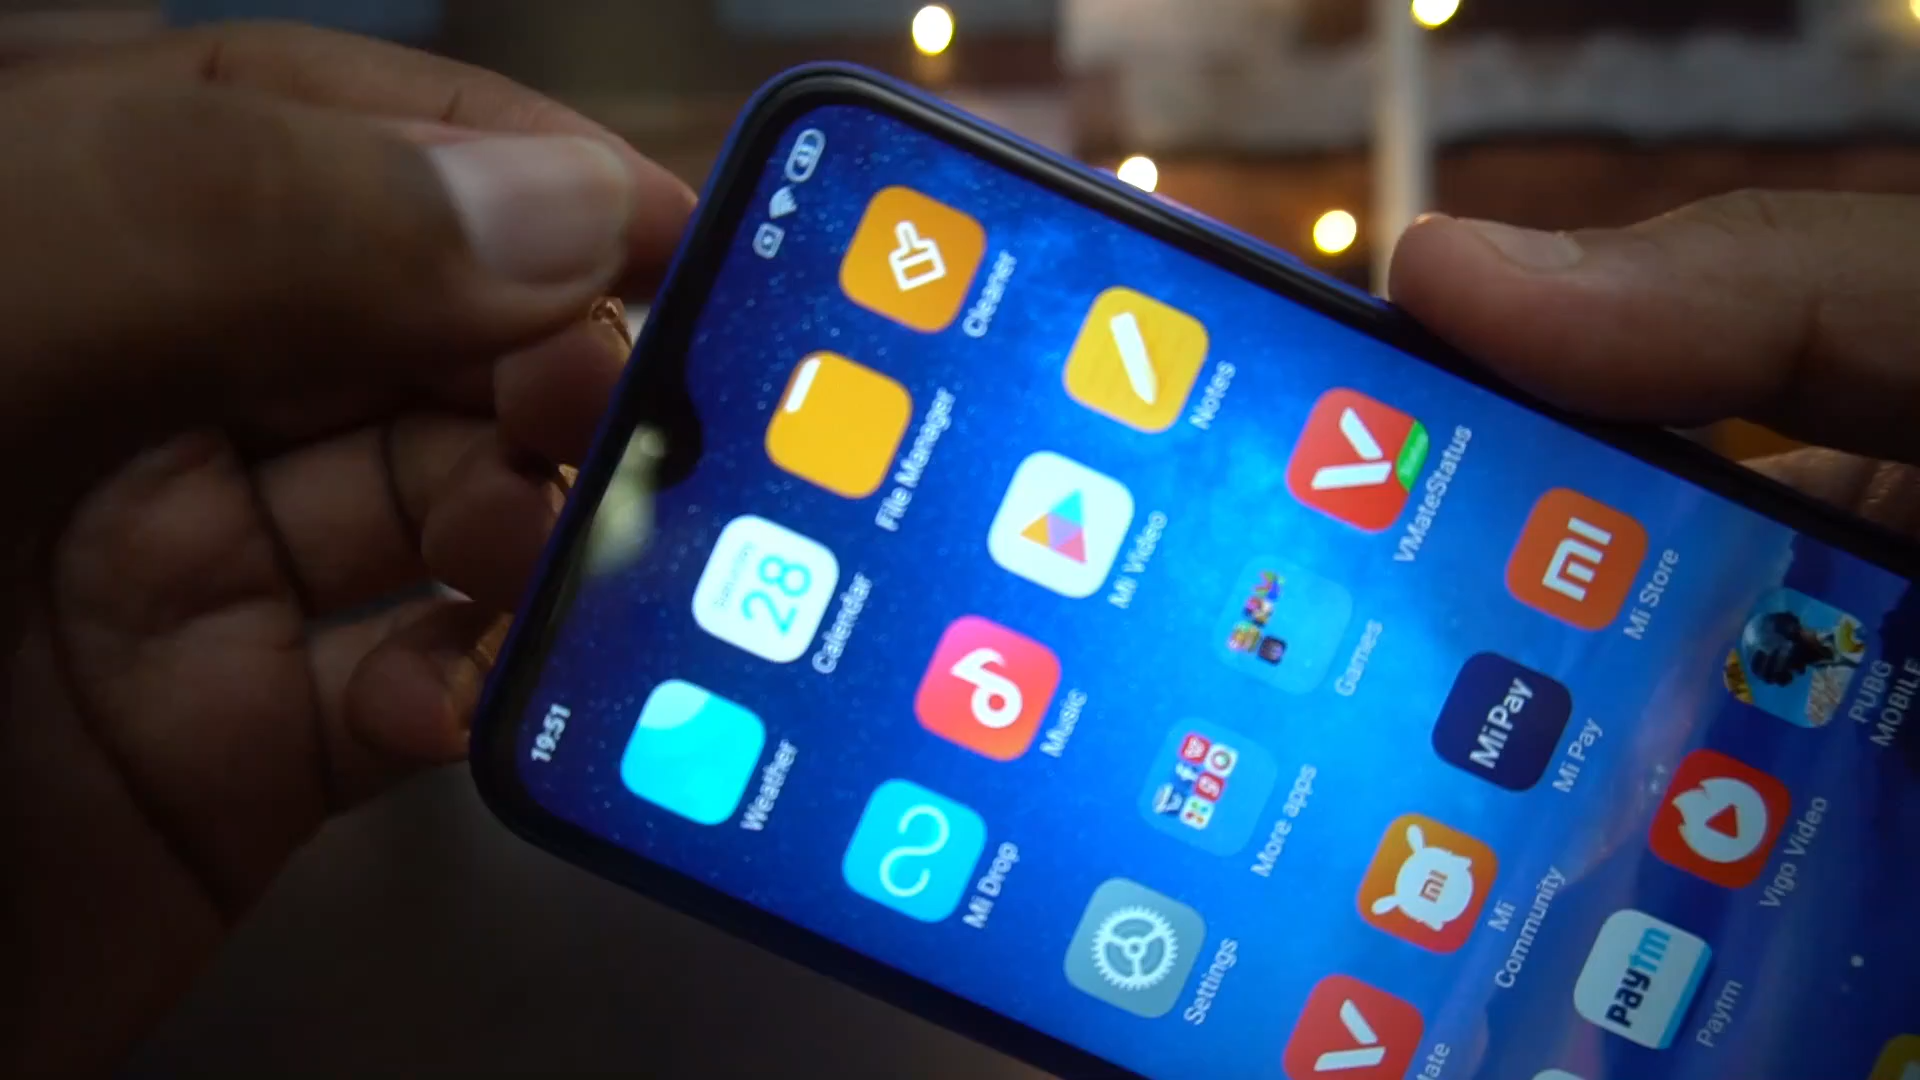 19:51
Weather
28
Calendar
File Manager
Cleaner
Mi Drop
Music
Mi Video
Notes
Settings
More apps
Games
VMateStatus
Mi
Community
MiPay
Mi Pay
mi
Mi Store
paytm
Paytm
Vigo Video
PUBG
MOBILE